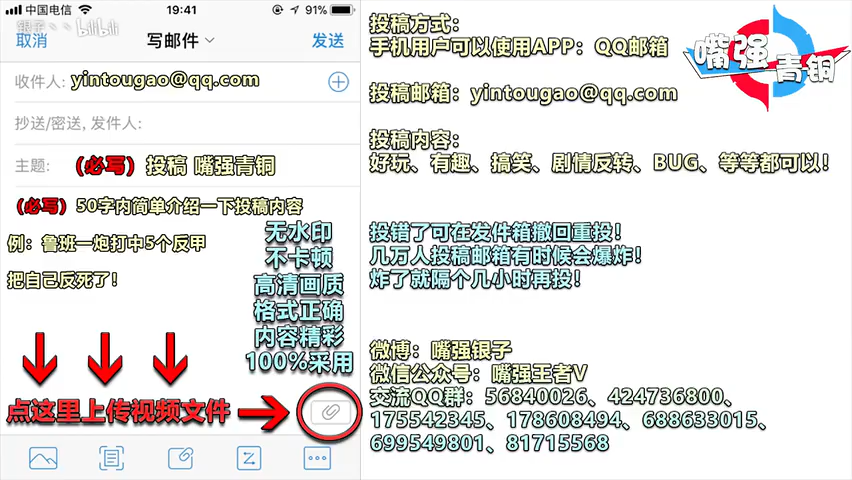 中国电信
19:41
91%
银子丶丶 bilibili
取消
写邮件
发送
收件人: yintougao@qq.com
抄送/密送, 发件人:
主题: （必写）投稿 嘴强青铜
（必写）50字内简单介绍一下投稿内容
例：鲁班一炮打中5个反甲
把自己反死了！
无水印
不卡顿
高清画质
格式正确
内容精彩
100%采用
点这里上传视频文件
投稿方式：
手机用户可以使用APP：QQ邮箱
投稿邮箱：yintougao@qq.com
投稿内容：
好玩、有趣、搞笑、剧情反转、BUG、等等都可以！
投错了可在发件箱撤回重投！
几万人投稿邮箱有时候会爆炸！
炸了就隔个几小时再投！
微博：嘴强银子
微信公众号：嘴强王者V
交流QQ群：56840026、424736800、
175542345、178608494、688633015、
699549801、81715568
嘴强
青铜